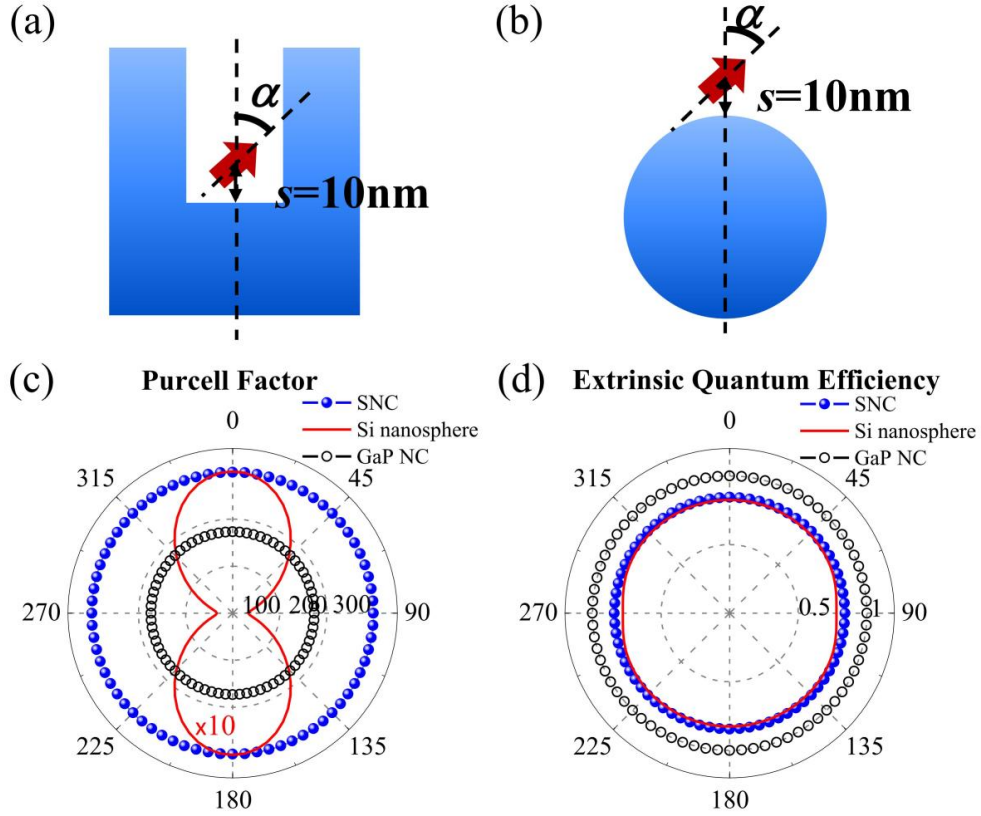 (a)
α
s=10nm
(b)
α
s=10nm
(c)
Purcell Factor
SNC
Si nanosphere
GaP NC
0
45
90
135
180
225
270
315
100 200 300
x10
(d)
Extrinsic Quantum Efficiency
SNC
Si nanosphere
GaP NC
0
45
90
135
180
225
270
315
0.5 1